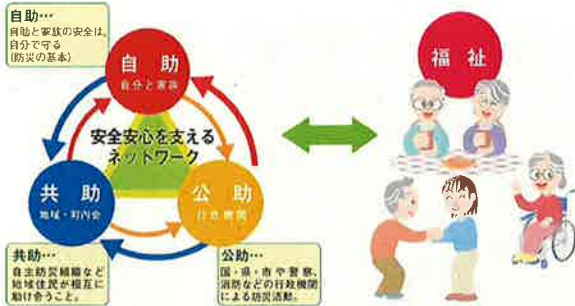 自助…
自助と家族の安全は、
自分で守る
(防災の基本)
自助
自分と家族
安全安心を支える
ネットワーク
共助
地域・町内会
公助
行政機関
共助…
自主防災組織など
地域住民が相互に
助け合うこと。
公助…
国・県・市や警察、
消防などの行政機関
による防災活動。
福祉